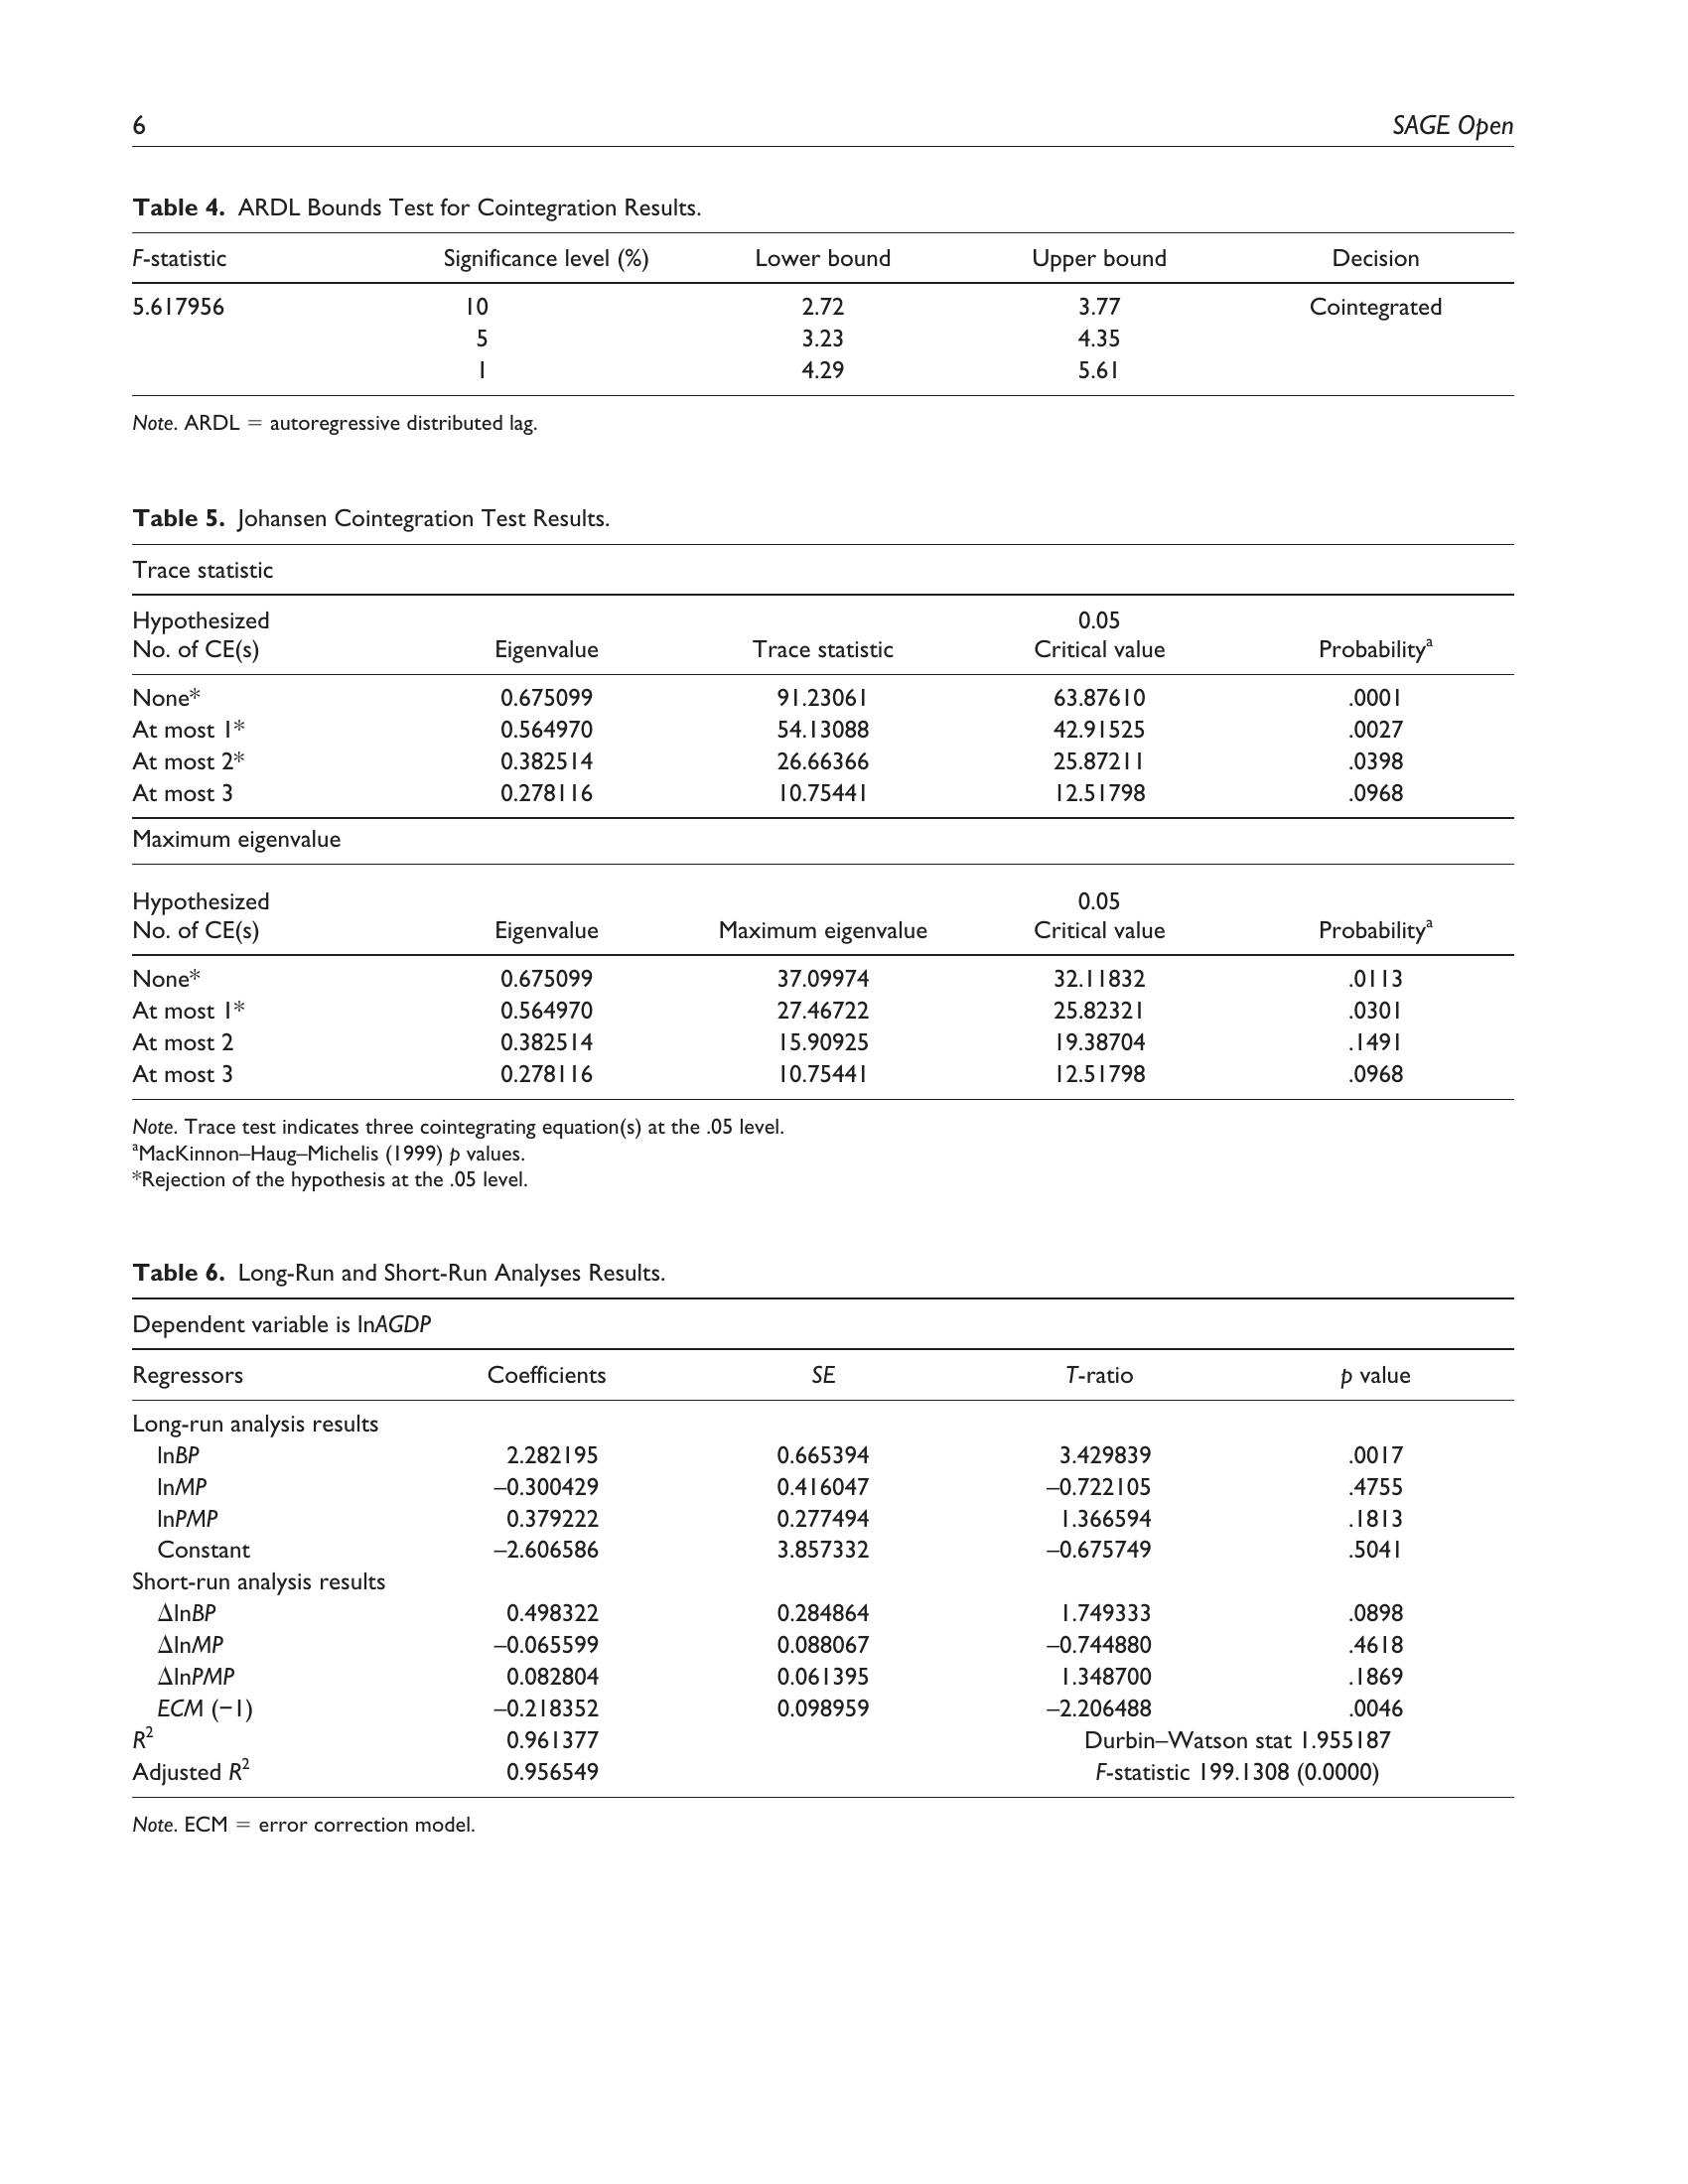 6 SAGE Open
Table 4. ARDL Bounds Test for Cointegration Results.
F-statistic Significance level (%) Lower bound Upper bound Decision
5.617956 10 2.72 3.77 Cointegrated
5 3.23 4.35
1 4.29 5.61
Note. ARDL = autoregressive distributed lag.
Table 5. Johansen Cointegration Test Results.
Trace statistic
Hypothesized 0.05
No. of CE(s) Eigenvalue Trace statistic Critical value Probabilityᵃ
None* 0.675099 91.23061 63.87610 .0001
At most 1* 0.564970 54.13088 42.91525 .0027
At most 2* 0.382514 26.66366 25.87211 .0398
At most 3 0.278116 10.75441 12.51798 .0968
Maximum eigenvalue
Hypothesized 0.05
No. of CE(s) Eigenvalue Maximum eigenvalue Critical value Probabilityᵃ
None* 0.675099 37.09974 32.11832 .0113
At most 1* 0.564970 27.46722 25.82321 .0301
At most 2 0.382514 15.90925 19.38704 .1491
At most 3 0.278116 10.75441 12.51798 .0968
Note. Trace test indicates three cointegrating equation(s) at the .05 level.
ᵃMacKinnon–Haug–Michelis (1999) p values.
*Rejection of the hypothesis at the .05 level.
Table 6. Long-Run and Short-Run Analyses Results.
Dependent variable is lnAGDP
Regressors Coefficients SE T-ratio p value
Long-run analysis results
lnBP 2.282195 0.665394 3.429839 .0017
lnMP –0.300429 0.416047 –0.722105 .4755
lnPMP 0.379222 0.277494 1.366594 .1813
Constant –2.606586 3.857332 –0.675749 .5041
Short-run analysis results
ΔlnBP 0.498322 0.284864 1.749333 .0898
ΔlnMP –0.065599 0.088067 –0.744880 .4618
ΔlnPMP 0.082804 0.061395 1.348700 .1869
ECM (−1) –0.218352 0.098959 –2.206488 .0046
R² 0.961377 Durbin–Watson stat 1.955187
Adjusted R² 0.956549 F-statistic 199.1308 (0.0000)
Note. ECM = error correction model.